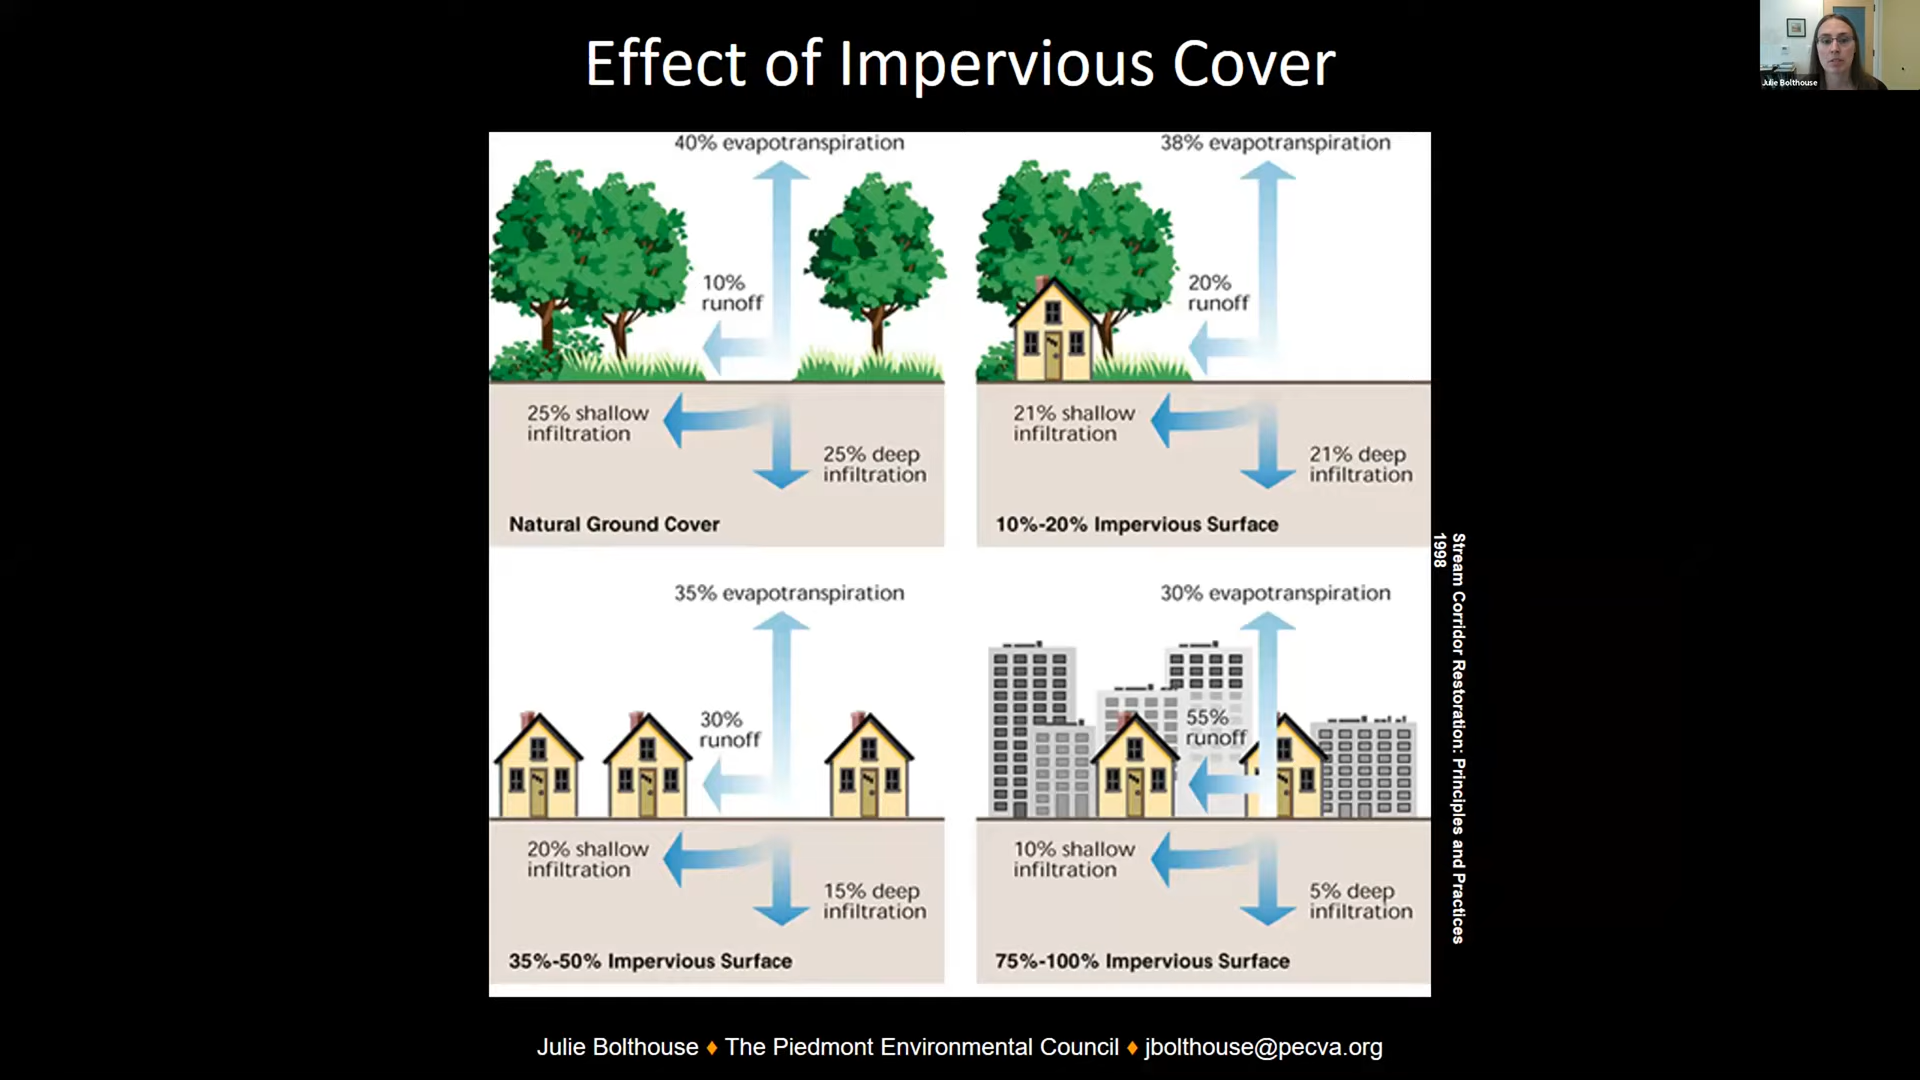 Effect of Impervious Cover
Julie Bolthouse
40% evapotranspiration
10%
runoff
25% shallow
infiltration
25% deep
infiltration
Natural Ground Cover
38% evapotranspiration
20%
runoff
21% shallow
infiltration
21% deep
infiltration
10%-20% Impervious Surface
35% evapotranspiration
30%
runoff
20% shallow
infiltration
15% deep
infiltration
35%-50% Impervious Surface
30% evapotranspiration
55%
runoff
10% shallow
infiltration
5% deep
infiltration
75%-100% Impervious Surface
Stream Corridor Restoration: Principles and Practices
1998
Julie Bolthouse ♦ The Piedmont Environmental Council ♦ jbolthouse@pecva.org